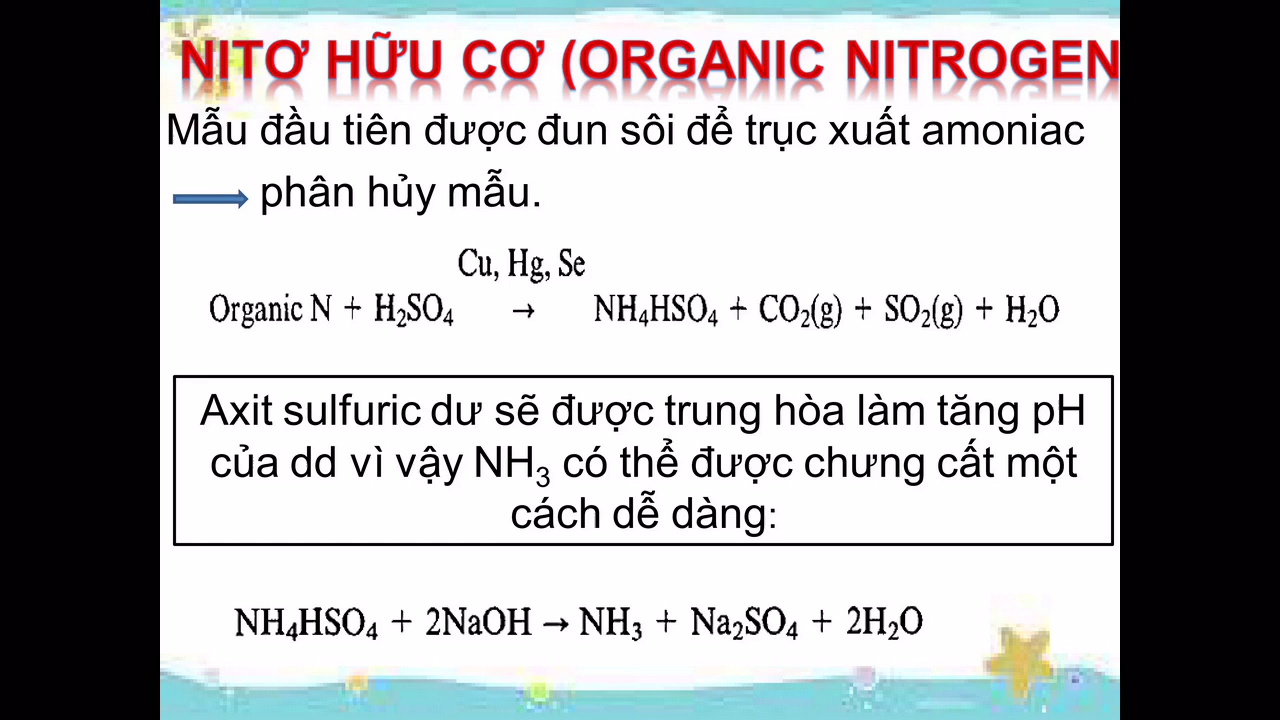 NITƠ HỮU CƠ (ORGANIC NITROGEN
Mẫu đầu tiên được đun sôi để trục xuất amoniac
phân hủy mẫu.
Cu, Hg, Se
Organic N + H₂SO₄ → NH₄HSO₄ + CO₂(g) + SO₂(g) + H₂O
Axit sulfuric dư sẽ được trung hòa làm tăng pH
của dd vì vậy NH₃ có thể được chưng cất một
cách dễ dàng:
NH₄HSO₄ + 2NaOH → NH₃ + Na₂SO₄ + 2H₂O